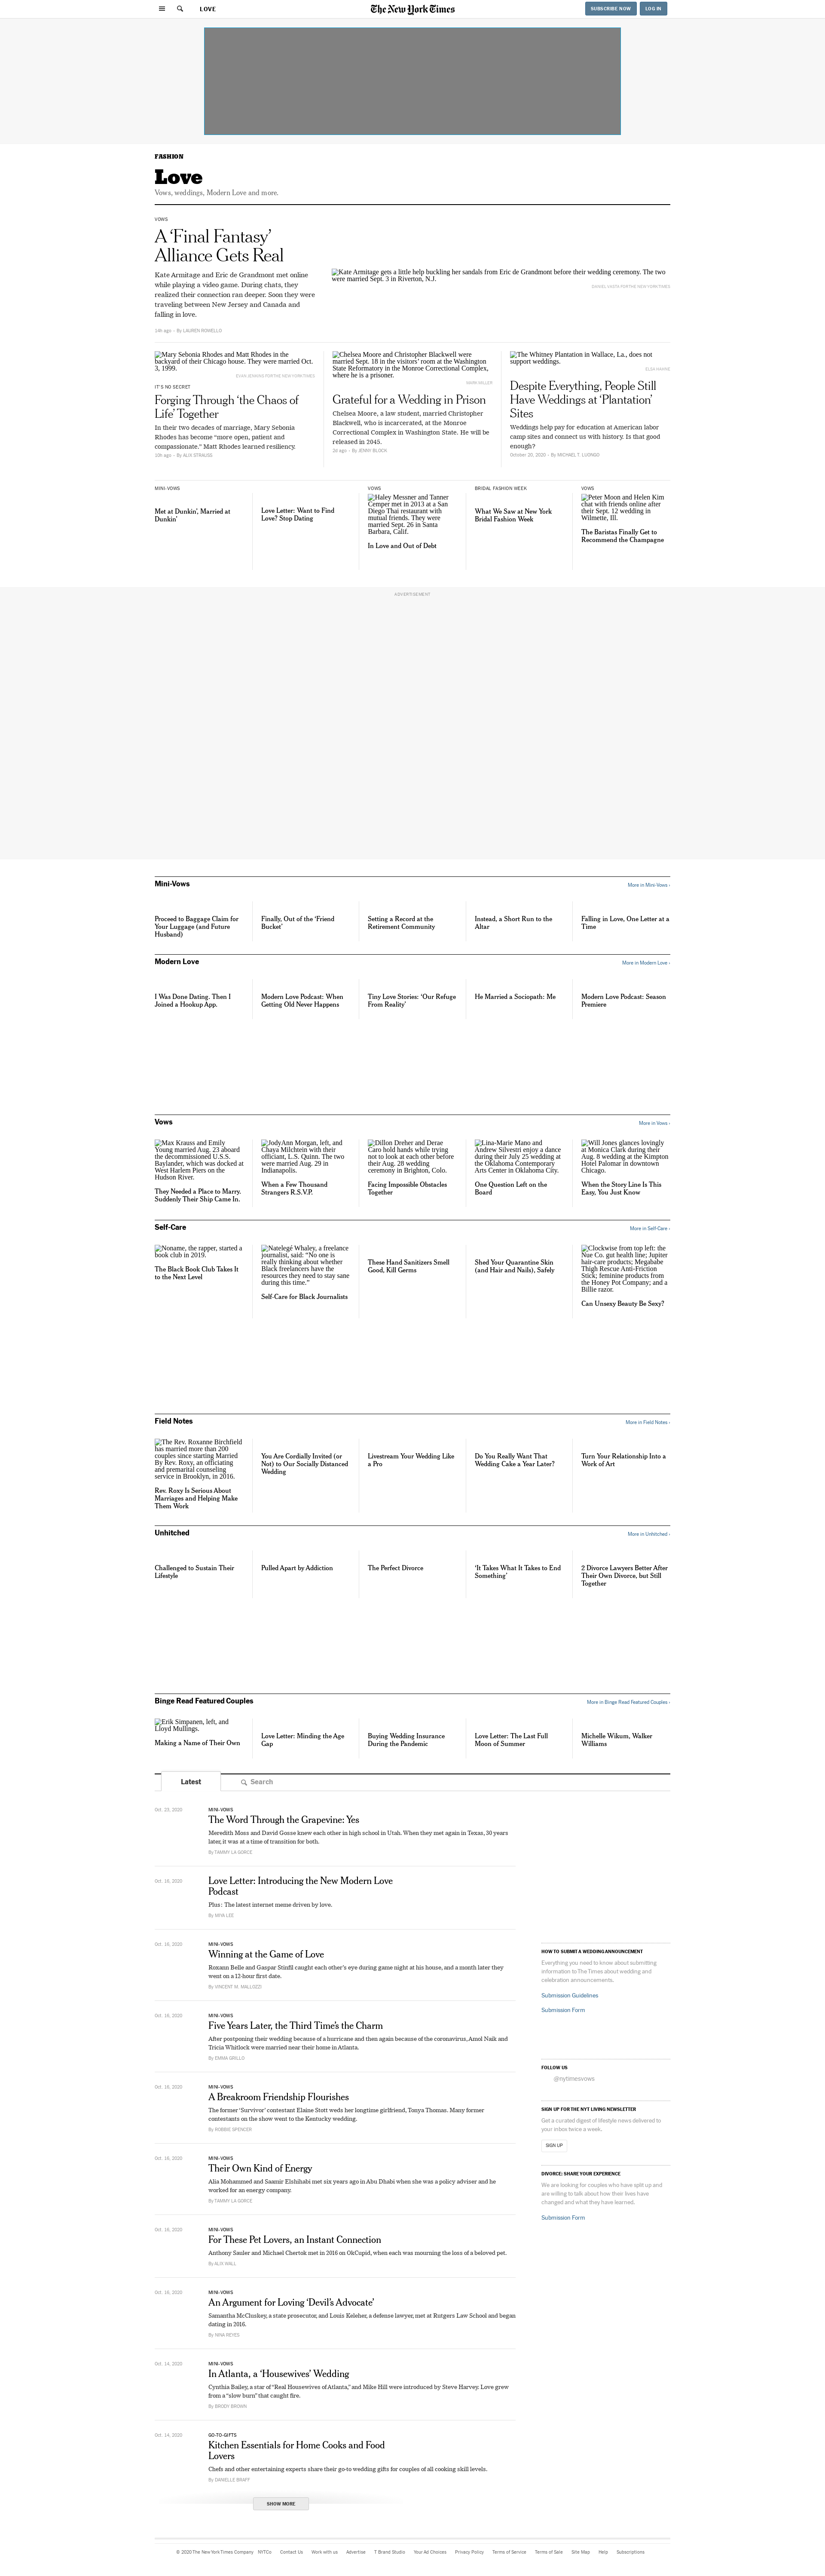 LOVE
The New York Times
SUBSCRIBE NOW
LOG IN
FASHION
Love
Vows, weddings, Modern Love and more.
VOWS
A ‘Final Fantasy’
Alliance Gets Real
Kate Armitage and Eric de Grandmont met online
while playing a video game. During chats, they
realized their connection ran deeper. Soon they were
traveling between New Jersey and Canada and
falling in love.
By LAUREN ROWELLO
Kate Armitage gets a little help buckling her sandals from Eric de Grandmont before their wedding ceremony. The two
were married Sept. 3 in Riverton, N.J.
Mary Sebonia Rhodes and Matt Rhodes in the
backyard of their Chicago house. They were married Oct.
3, 1999.
EVAN JENKINS FOR THE NEW YORK TIMES
IT’S NO SECRET
Forging Through ‘the Chaos of
Life’ Together
In their two decades of marriage, Mary Sebonia
Rhodes has become “more open, patient and
compassionate.” Matt Rhodes learned resiliency.
By ALIX STRAUSS
Chelsea Moore and Christopher Blackwell were
married Sept. 18 in the visitors’ room at the Washington
State Reformatory in the Monroe Correctional Complex,
where he is a prisoner.
MARK MILLER
Grateful for a Wedding in Prison
Chelsea Moore, a law student, married Christopher
Blackwell, who is incarcerated, at the Monroe
Correctional Complex in Washington State. He will be
released in 2045.
2d ago - By JENNY BLOCK
The Whitney Plantation in Wallace, La., does not
support weddings.
ELSA HAHNE
Despite Everything, People Still
Have Weddings at ‘Plantation’
Sites
Weddings help pay for education at American labor
camp sites and connect us with history. Is that good
enough?
October 20, 2020 - By MICHAEL T. LUONGO
MINI-VOWS
Met at Dunkin’, Married at
Dunkin’
Love Letter: Want to Find
Love? Stop Dating
VOWS
Haley Messner and Tanner
Cemper met in 2013 at a San
Diego Thai restaurant with
mutual friends. They were
married Sept. 26 in Santa
Barbara, Calif.
In Love and Out of Debt
BRIDAL FASHION WEEK
What We Saw at New York
Bridal Fashion Week
VOWS
Peter Moon and Helen Kim
chat with friends online after
their Sept. 12 wedding in
Wilmette, Ill.
The Baristas Finally Get to
Recommend the Champagne
ADVERTISEMENT
Mini-Vows
More in Mini-Vows ›
Proceed to Baggage Claim for
Your Luggage (and Future
Husband)
Finally, Out of the ‘Friend
Bucket’
Setting a Record at the
Retirement Community
Instead, a Short Run to the
Altar
Falling in Love, One Letter at a
Time
Modern Love
More in Modern Love ›
I Was Done Dating. Then I
Joined a Hookup App.
Modern Love Podcast: When
Getting Old Never Happens
Tiny Love Stories: ‘Our Refuge
From Reality’
He Married a Sociopath: Me
Modern Love Podcast: Season
Premiere
Vows
More in Vows ›
Max Krauss and Emily
Young married Aug. 23 aboard
the decommissioned U.S.S.
Baylander, which was docked at
West Harlem Piers on the
Hudson River.
They Needed a Place to Marry.
Suddenly Their Ship Came In.
JodyAnn Morgan, left, and
Chaya Milchtein with their
officiant, L.S. Quinn. The two
were married Aug. 29 in
Indianapolis.
When a Few Thousand
Strangers R.S.V.P.
Dillon Dreher and Derae
Caro hold hands while trying
not to look at each other before
their Aug. 28 wedding
ceremony in Brighton, Colo.
Facing Impossible Obstacles
Together
Lina-Marie Mano and
Andrew Silvestri enjoy a dance
during their July 25 wedding at
the Oklahoma Contemporary
Arts Center in Oklahoma City.
One Question Left on the
Board
Will Jones glances lovingly
at Monica Clark during their
Aug. 8 wedding at the Kimpton
Hotel Palomar in downtown
Chicago.
When the Story Line Is This
Easy, You Just Know
Self-Care
More in Self-Care ›
Noname, the rapper, started a
book club in 2019.
The Black Book Club Takes It
to the Next Level
Natelegé Whaley, a freelance
journalist, said: “No one is
really thinking about whether
Black freelancers have the
resources they need to stay sane
during this time.”
Self-Care for Black Journalists
These Hand Sanitizers Smell
Good, Kill Germs
Shed Your Quarantine Skin
(and Hair and Nails), Safely
Clockwise from top left: the
Nue Co. gut health line; Jupiter
hair-care products; Megababe
Thigh Rescue Anti-Friction
Stick; feminine products from
the Honey Pot Company; and a
Billie razor.
Can Unsexy Beauty Be Sexy?
Field Notes
More in Field Notes ›
The Rev. Roxanne Birchfield
has married more than 200
couples since starting Married
By Rev. Roxy, an officiating
and premarital counseling
service in Brooklyn, in 2016.
Rev. Roxy Is Serious About
Marriages and Helping Make
Them Work
You Are Cordially Invited (or
Not) to Our Socially Distanced
Wedding
Livestream Your Wedding Like
a Pro
Do You Really Want That
Wedding Cake a Year Later?
Turn Your Relationship Into a
Work of Art
Unhitched
More in Unhitched ›
Challenged to Sustain Their
Lifestyle
Pulled Apart by Addiction
The Perfect Divorce
‘It Takes What It Takes to End
Something’
2 Divorce Lawyers Better After
Their Own Divorce, but Still
Together
Binge Read Featured Couples
More in Binge Read Featured Couples ›
Erik Simpanen, left, and
Lloyd Mullings.
Making a Name of Their Own
Love Letter: Minding the Age
Gap
Buying Wedding Insurance
During the Pandemic
Love Letter: The Last Full
Moon of Summer
Michelle Wikum, Walker
Williams
Latest
Search
Oct. 23, 2020
MINI-VOWS
The Word Through the Grapevine: Yes
Meredith Moss and David Gosse knew each other in high school in Utah. When they met again in Texas, 30 years
later, it was at a time of transition for both.
By TAMMY LA GORCE
Oct. 16, 2020
Love Letter: Introducing the New Modern Love
Podcast
Plus: The latest internet meme driven by love.
By MIYA LEE
Oct. 16, 2020
MINI-VOWS
Winning at the Game of Love
Roxann Belle and Gaspar Stinfil caught each other’s eye during game night at his house, and a month later they
went on a 12-hour first date.
By VINCENT M. MALLOZZI
Oct. 16, 2020
MINI-VOWS
Five Years Later, the Third Time’s the Charm
After postponing their wedding because of a hurricane and then again because of the coronavirus, Amol Naik and
Tricia Whitlock were married near their home in Atlanta.
By EMMA GRILLO
Oct. 16, 2020
MINI-VOWS
A Breakroom Friendship Flourishes
The former ‘Survivor’ contestant Elaine Stott weds her longtime girlfriend, Tonya Thomas. Many former
contestants on the show went to the Kentucky wedding.
By ROBBIE SPENCER
Oct. 16, 2020
MINI-VOWS
Their Own Kind of Energy
Alia Mohammed and Saamir Elshihabi met six years ago in Abu Dhabi when she was a policy adviser and he
worked for an energy company.
By TAMMY LA GORCE
Oct. 16, 2020
MINI-VOWS
For These Pet Lovers, an Instant Connection
Anthony Sauler and Michael Chertok met in 2016 on OkCupid, when each was mourning the loss of a beloved pet.
By ALIX WALL
Oct. 16, 2020
MINI-VOWS
An Argument for Loving ‘Devil’s Advocate’
Samantha McCluskey, a state prosecutor, and Louis Keleher, a defense lawyer, met at Rutgers Law School and began
dating in 2016.
By NINA REYES
Oct. 14, 2020
MINI-VOWS
In Atlanta, a ‘Housewives’ Wedding
Cynthia Bailey, a star of “Real Housewives of Atlanta,” and Mike Hill were introduced by Steve Harvey. Love grew
from a “slow burn” that caught fire.
By BRNDY BROWN
Oct. 14, 2020
GO-TO-GIFTS
Kitchen Essentials for Home Cooks and Food
Lovers
Chefs and other entertaining experts share their go-to wedding gifts for couples of all cooking skill levels.
By DANIELLE BRAFF
SHOW MORE
HOW TO SUBMIT A WEDDING ANNOUNCEMENT
Everything you need to know about submitting
information to The Times about wedding and
celebration announcements.
Submission Guidelines
Submission Form
FOLLOW US
@nytimesvows
SIGN UP FOR THE NYT LIVING NEWSLETTER
Get a curated digest of lifestyle news delivered to
your inbox twice a week.
SIGN UP
DIVORCE: SHARE YOUR EXPERIENCE
We are looking for couples who have split up and
are willing to talk about how their lives have
changed and what they have learned.
Submission Form
© 2020 The New York Times Company NYTCo Contact Us Work with us Advertise T Brand Studio Your Ad Choices Privacy Policy Terms of Service Terms of Sale Site Map Help Subscriptions